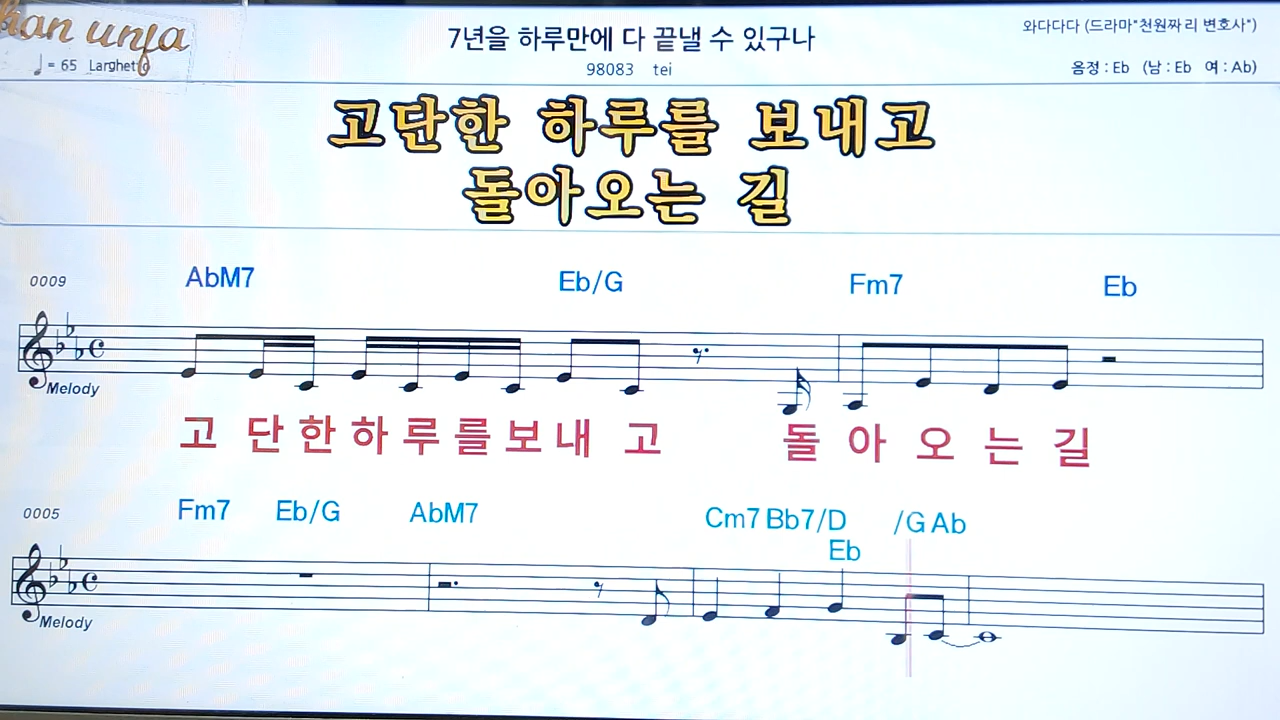 han unja
7년을 하루만에 다 끝낼 수 있구나
와다다다 (드라마"천원짜리 변호사")
♩ = 65 Larghetto
98083 tei
음정 : Eb (남 : Eb 여 : Ab)
고단한 하루를 보내고
돌아오는 길
0009 AbM7 Eb/G Fm7 Eb
Melody
고 단 한 하 루 를 보 내 고 돌 아 오 는 길
0005 Fm7 Eb/G AbM7 Cm7 Bb7/D /G Ab
Eb
Melody